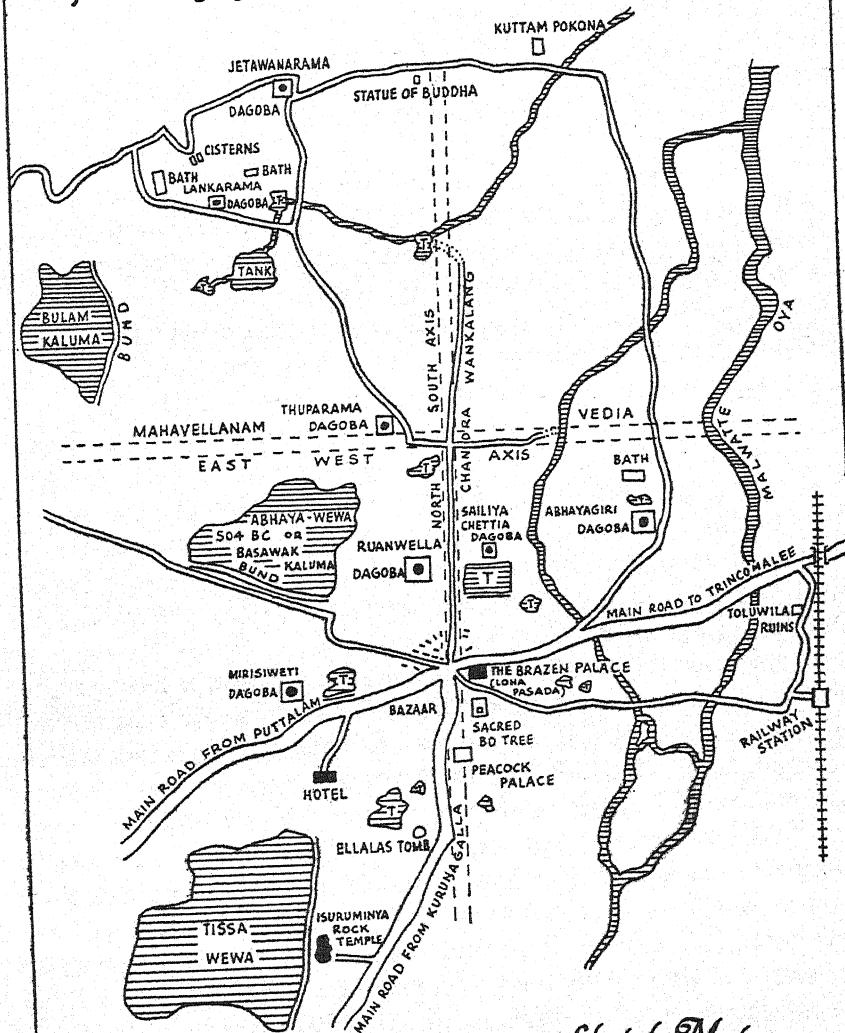 KUTTAM POKONA
JETAWANARAMA
DAGOBA
STATUE OF BUDDHA
CISTERNS
BATH
BATH
LANKARAMA
DAGOBA
T
T
TANK
T
BULAM
KALUMA
BUND
SOUTH AXIS
WANKALANG
OYA
THUPARAMA
DAGOBA
MAHAVELLANAM
VEDIA
EAST WEST AXIS
T
NORTH
CHANDRA
BATH
T
MALWATTE
ABHAYA-WEWA
504 BC OR
BASAWAK
KALUMA
BUND
RUANWELLA
DAGOBA
SAILIYA
CHETTIA
DAGOBA
ABHAYAGIRI
DAGOBA
T
T
MAIN ROAD TO TRINCOMALEE
TOLUWILA
RUINS
MIRISIWETI
DAGOBA
T
THE BRAZEN PALACE
(LOHA
PASADA)
BAZAAR
SACRED
BO TREE
RAILWAY
STATION
MAIN ROAD FROM PUTTALAM
PEACOCK
PALACE
HOTEL
T
ELLALAS TOMB
MAIN ROAD FROM KURUNAGALLA
TISSA
WEWA
ISURUMINYA
ROCK
TEMPLE